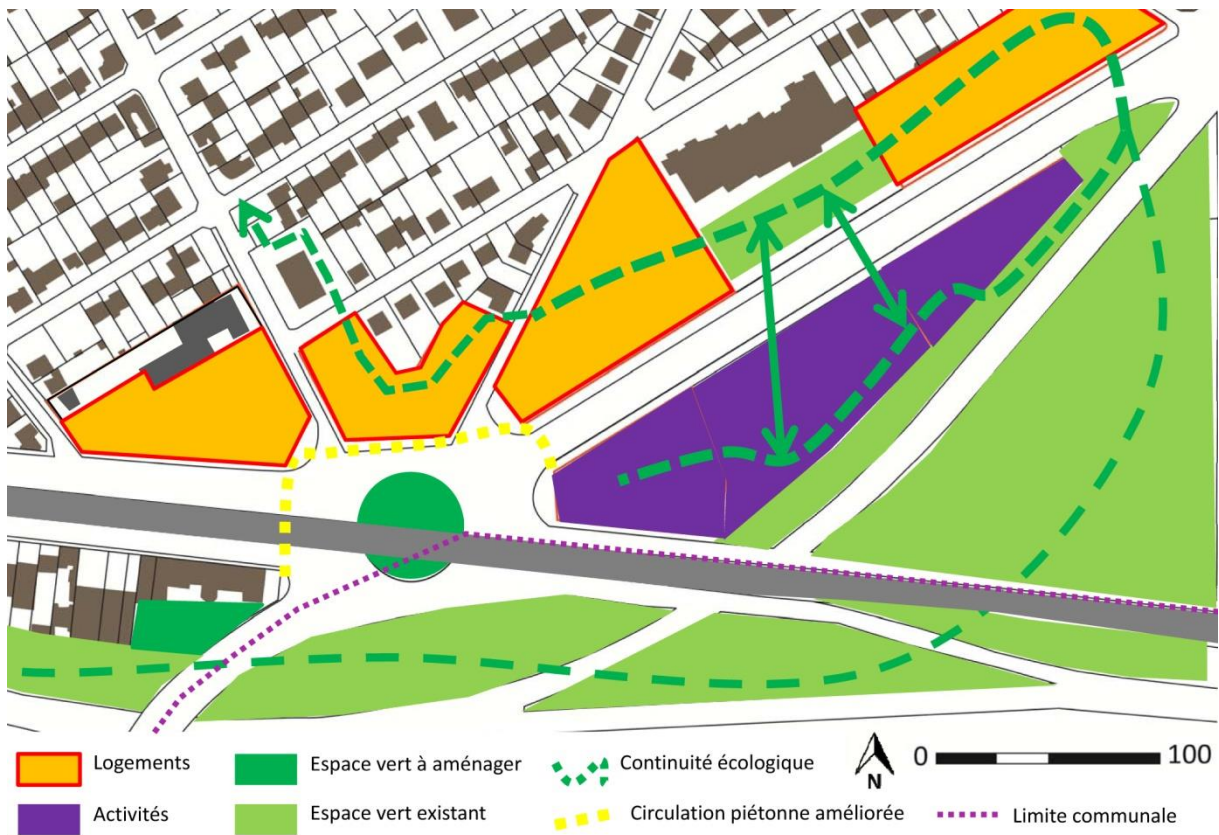 Logements
Espace vert à aménager
Continuité écologique
N
0
100
Activités
Espace vert existant
Circulation piétonne améliorée
Limite communale